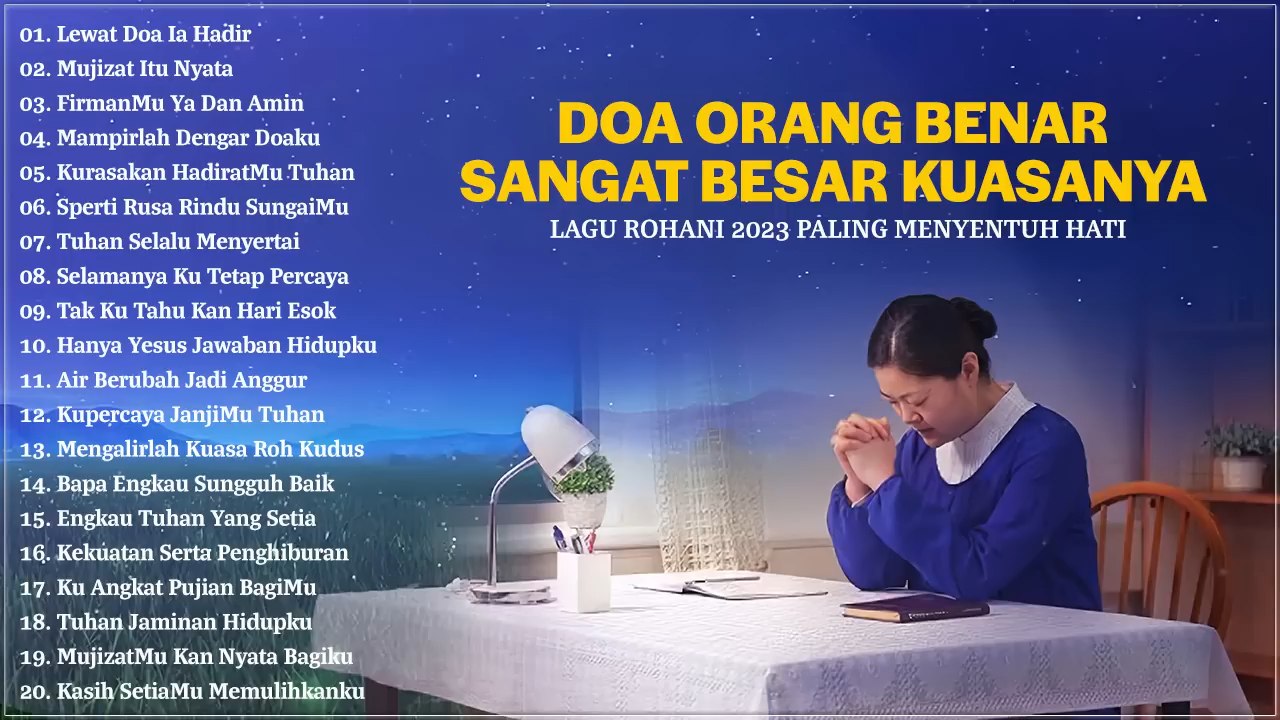 01. Lewat Doa Ia Hadir
02. Mujizat Itu Nyata
03. FirmanMu Ya Dan Amin
04. Mampirlah Dengar Doaku
05. Kurasakan HadiratMu Tuhan
06. Sperti Rusa Rindu SungaiMu
07. Tuhan Selalu Menyertai
08. Selamanya Ku Tetap Percaya
09. Tak Ku Tahu Kan Hari Esok
10. Hanya Yesus Jawaban Hidupku
11. Air Berubah Jadi Anggur
12. Kupercaya JanjiMu Tuhan
13. Mengalirlah Kuasa Roh Kudus
14. Bapa Engkau Sungguh Baik
15. Engkau Tuhan Yang Setia
16. Kekuatan Serta Penghiburan
17. Ku Angkat Pujian BagiMu
18. Tuhan Jaminan Hidupku
19. MujizatMu Kan Nyata Bagiku
20. Kasih SetiaMu Memulihkanku
DOA ORANG BENAR
SANGAT BESAR KUASANYA
LAGU ROHANI 2023 PALING MENYENTUH HATI